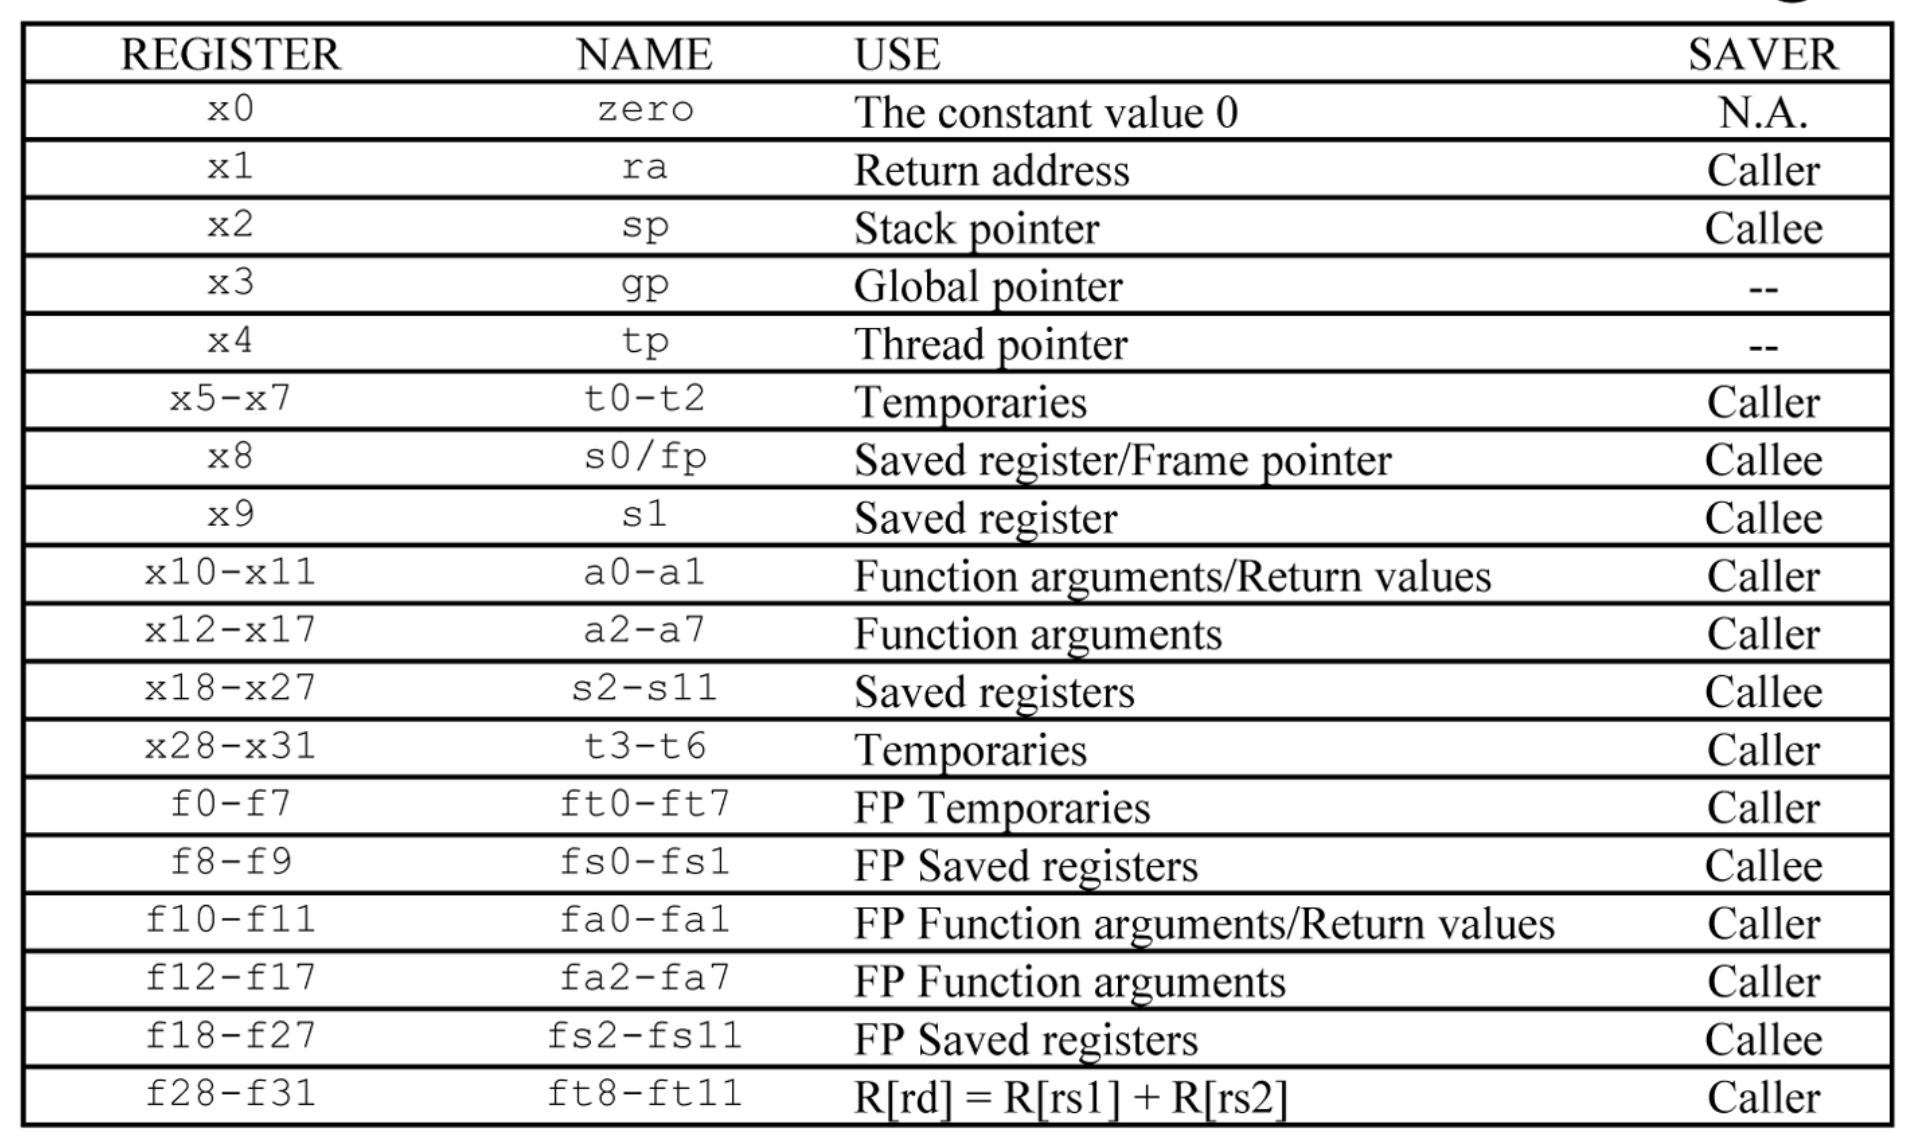 REGISTER NAME USE SAVER
x0 zero The constant value 0 N.A.
x1 ra Return address Caller
x2 sp Stack pointer Callee
x3 gp Global pointer --
x4 tp Thread pointer --
x5-x7 t0-t2 Temporaries Caller
x8 s0/fp Saved register/Frame pointer Callee
x9 s1 Saved register Callee
x10-x11 a0-a1 Function arguments/Return values Caller
x12-x17 a2-a7 Function arguments Caller
x18-x27 s2-s11 Saved registers Callee
x28-x31 t3-t6 Temporaries Caller
f0-f7 ft0-ft7 FP Temporaries Caller
f8-f9 fs0-fs1 FP Saved registers Callee
f10-f11 fa0-fa1 FP Function arguments/Return values Caller
f12-f17 fa2-fa7 FP Function arguments Caller
f18-f27 fs2-fs11 FP Saved registers Callee
f28-f31 ft8-ft11 R[rd] = R[rs1] + R[rs2] Caller